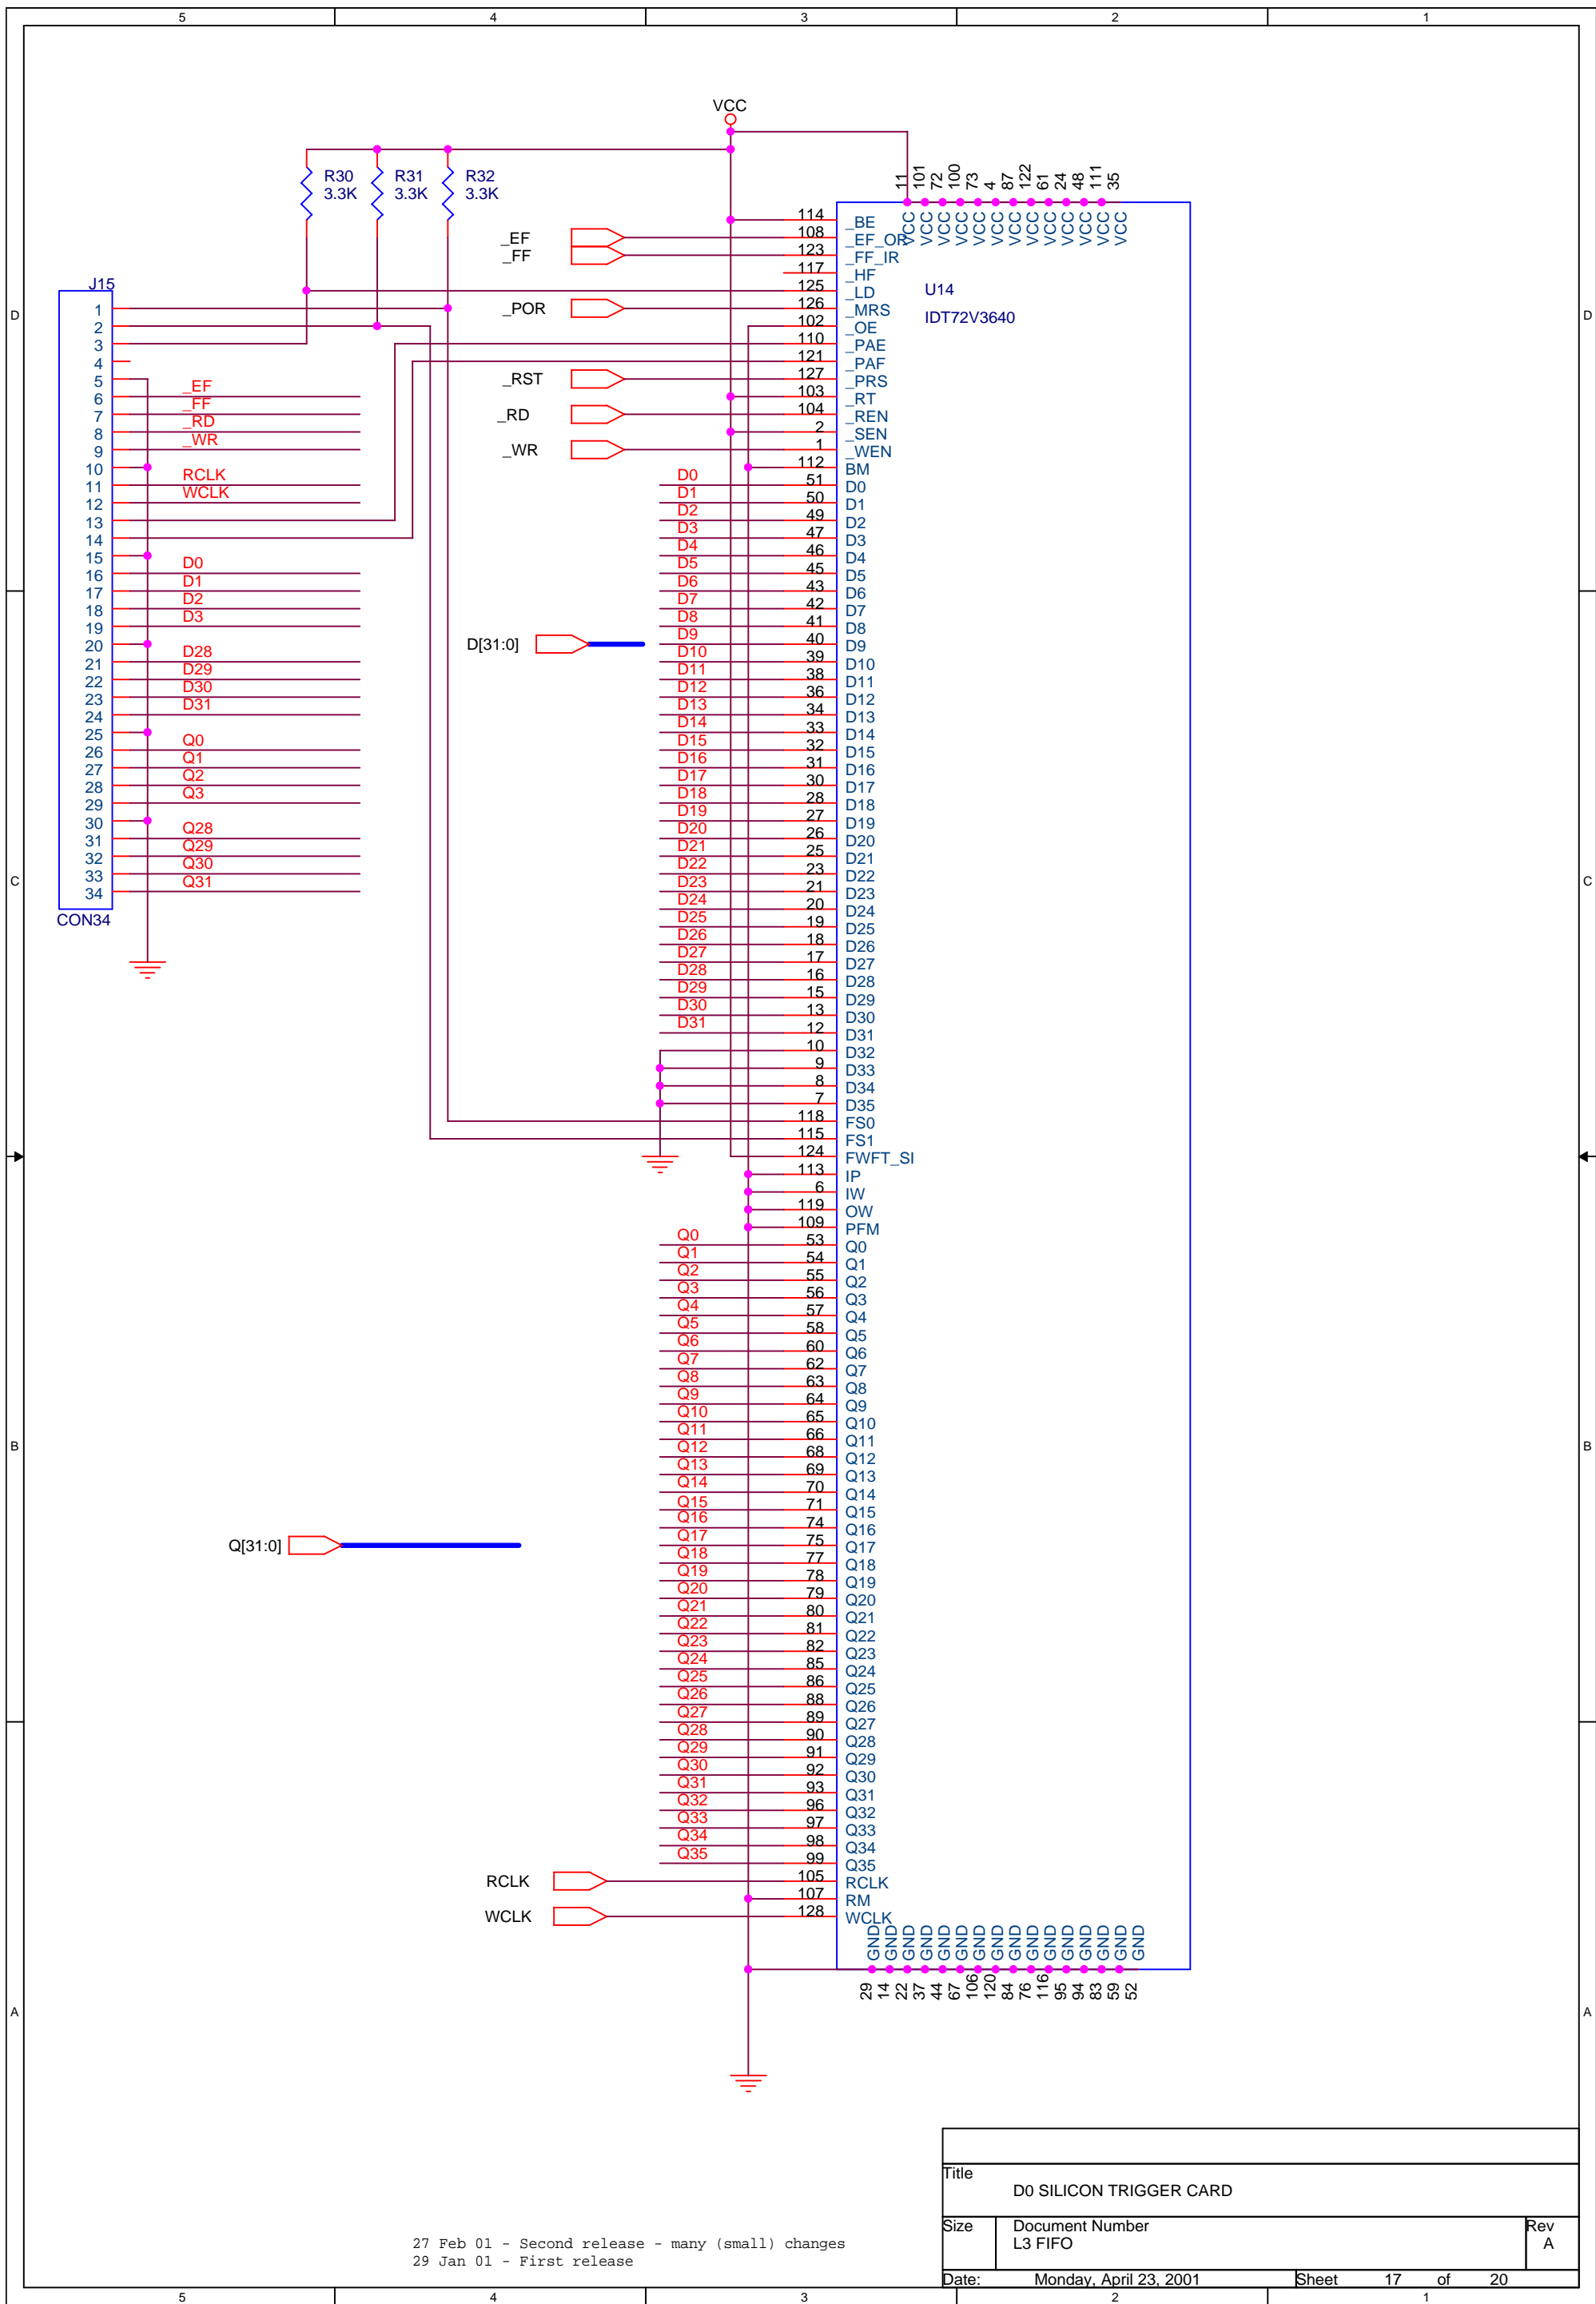 5 4 3 2 1
VCC
R30 3.3K
R31 3.3K
R32 3.3K
11 101 72 100 73 4 87 122 61 24 48 111 35
VCC VCC VCC VCC VCC VCC VCC VCC VCC VCC VCC VCC VCC
U14
IDT72V3640
_EF
_FF
_POR
_RST
_RD
_WR
114 _BE
108 _EF_OR
123 _FF_IR
117 _HF
125 _LD
126 _MRS
102 _OE
110 _PAE
121 _PAF
127 _PRS
103 _RT
104 _REN
2 _SEN
1 _WEN
112 BM
D0 51 D0
D1 50 D1
D2 49 D2
D3 47 D3
D4 46 D4
D5 45 D5
D6 43 D6
D7 42 D7
D8 41 D8
D9 40 D9
D10 39 D10
D11 38 D11
D12 36 D12
D13 34 D13
D14 33 D14
D15 32 D15
D16 31 D16
D17 30 D17
D18 28 D18
D19 27 D19
D20 26 D20
D21 25 D21
D22 23 D22
D23 21 D23
D24 20 D24
D25 19 D25
D26 18 D26
D27 17 D27
D28 16 D28
D29 15 D29
D30 13 D30
D31 12 D31
10 D32
9 D33
8 D34
7 D35
118 FS0
115 FS1
124 FWFT_SI
113 IP
6 IW
119 OW
109 PFM
Q0 53 Q0
Q1 54 Q1
Q2 55 Q2
Q3 56 Q3
Q4 57 Q4
Q5 58 Q5
Q6 60 Q6
Q7 62 Q7
Q8 63 Q8
Q9 64 Q9
Q10 65 Q10
Q11 66 Q11
Q12 68 Q12
Q13 69 Q13
Q14 70 Q14
Q15 71 Q15
Q16 74 Q16
Q17 75 Q17
Q18 77 Q18
Q19 78 Q19
Q20 79 Q20
Q21 80 Q21
Q22 81 Q22
Q23 82 Q23
Q24 85 Q24
Q25 86 Q25
Q26 88 Q26
Q27 89 Q27
Q28 90 Q28
Q29 91 Q29
Q30 92 Q30
Q31 93 Q31
Q32 96 Q32
Q33 97 Q33
Q34 98 Q34
Q35 99 Q35
RCLK 105 RCLK
107 RM
WCLK 128 WCLK
GND GND GND GND GND GND GND GND GND GND GND GND GND GND GND GND
29 14 22 37 44 67 106 120 84 76 116 95 94 83 59 52
D[31:0]
Q[31:0]
J15
1
2
3
4
5
6 _EF
7 _FF
8 _RD
9 _WR
10
11 RCLK
12 WCLK
13
14
15
16 D0
17 D1
18 D2
19 D3
20
21 D28
22 D29
23 D30
24 D31
25
26 Q0
27 Q1
28 Q2
29 Q3
30
31 Q28
32 Q29
33 Q30
34 Q31
CON34
D D
C C
B B
A A
27 Feb 01 - Second release - many (small) changes
29 Jan 01 - First release
Title
D0 SILICON TRIGGER CARD
Size Document Number Rev
L3 FIFO A
Date: Monday, April 23, 2001 Sheet 17 of 20
5 4 3 2 1